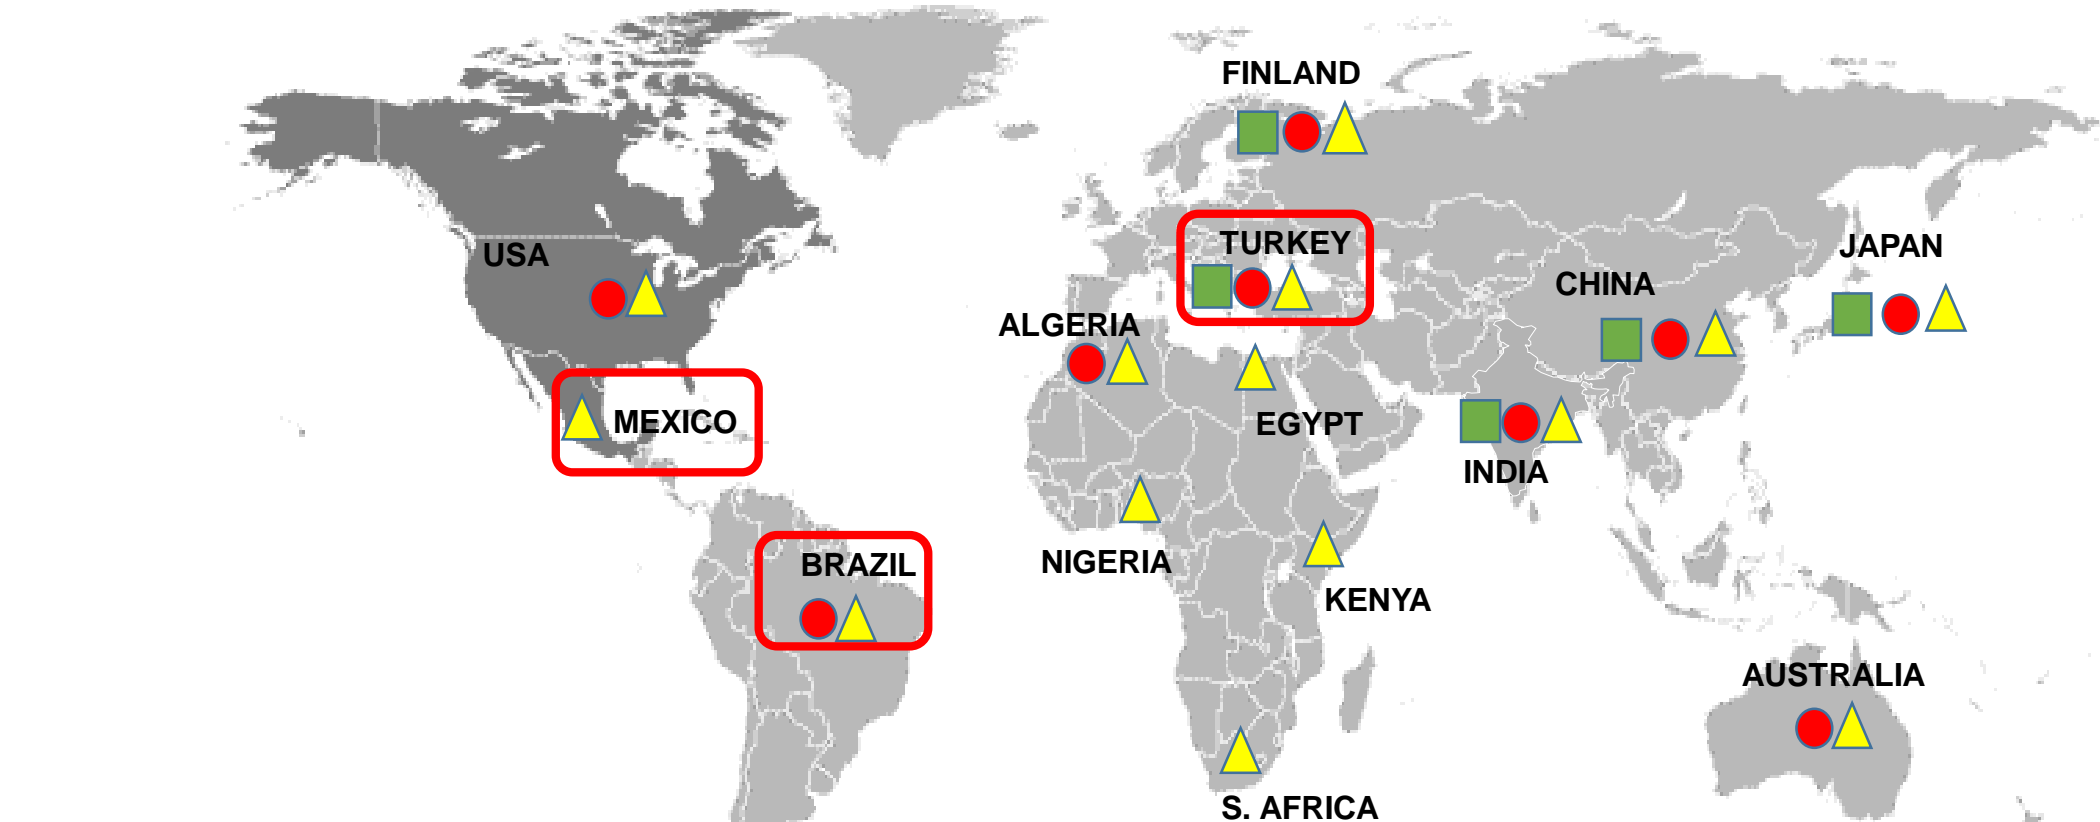 FINLAND
USA
TURKEY
JAPAN
CHINA
ALGERIA
MEXICO
EGYPT
INDIA
BRAZIL
NIGERIA
KENYA
AUSTRALIA
S. AFRICA